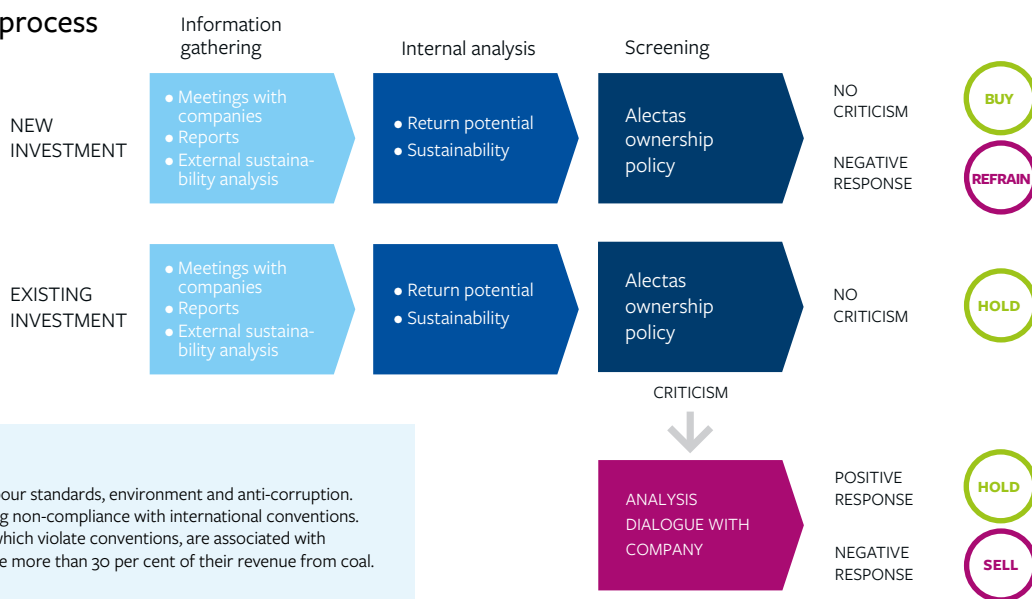 process
Information
gathering
Internal analysis
Screening
NEW
INVESTMENT
• Meetings with
companies
• Reports
• External sustaina-
bility analysis
• Return potential
• Sustainability
Alectas
ownership
policy
NO
CRITICISM
BUY
NEGATIVE
RESPONSE
REFRAIN
EXISTING
INVESTMENT
• Meetings with
companies
• Reports
• External sustaina-
bility analysis
• Return potential
• Sustainability
Alectas
ownership
policy
NO
CRITICISM
HOLD
CRITICISM
ANALYSIS
DIALOGUE WITH
COMPANY
POSITIVE
RESPONSE
HOLD
NEGATIVE
RESPONSE
SELL
standards, environment and anti-corruption.
non-compliance with international conventions.
which violate conventions, are associated with
more than 30 per cent of their revenue from coal.